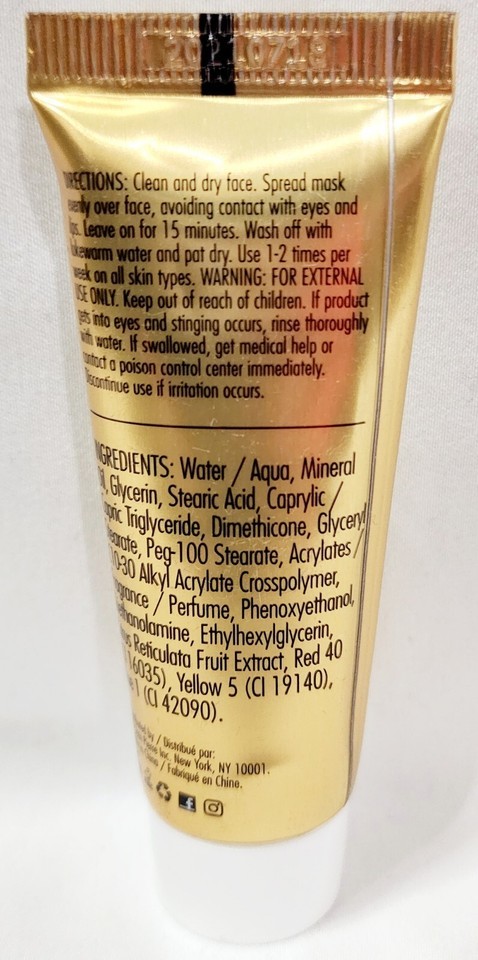 20210718
DIRECTIONS: Clean and dry face. Spread mask
evenly over face, avoiding contact with eyes and
lips. Leave on for 15 minutes. Wash off with
lukewarm water and pat dry. Use 1-2 times per
week on all skin types. WARNING: FOR EXTERNAL
USE ONLY. Keep out of reach of children. If product
gets into eyes and stinging occurs, rinse thoroughly
with water. If swallowed, get medical help or
contact a poison control center immediately.
Discontinue use if irritation occurs.
INGREDIENTS: Water / Aqua, Mineral
Oil, Glycerin, Stearic Acid, Caprylic /
Capric Triglyceride, Dimethicone, Glyceryl
Stearate, Peg-100 Stearate, Acrylates /
10-30 Alkyl Acrylate Crosspolymer,
Fragrance / Perfume, Phenoxyethanol,
Ethylhexylglycerin,
Reticulata Fruit Extract, Red 40
16035), Yellow 5 (CI 19140),
1 (CI 42090).
by / Distribué par:
Inc. New York, NY 10001.
China / Fabriqué en Chine.